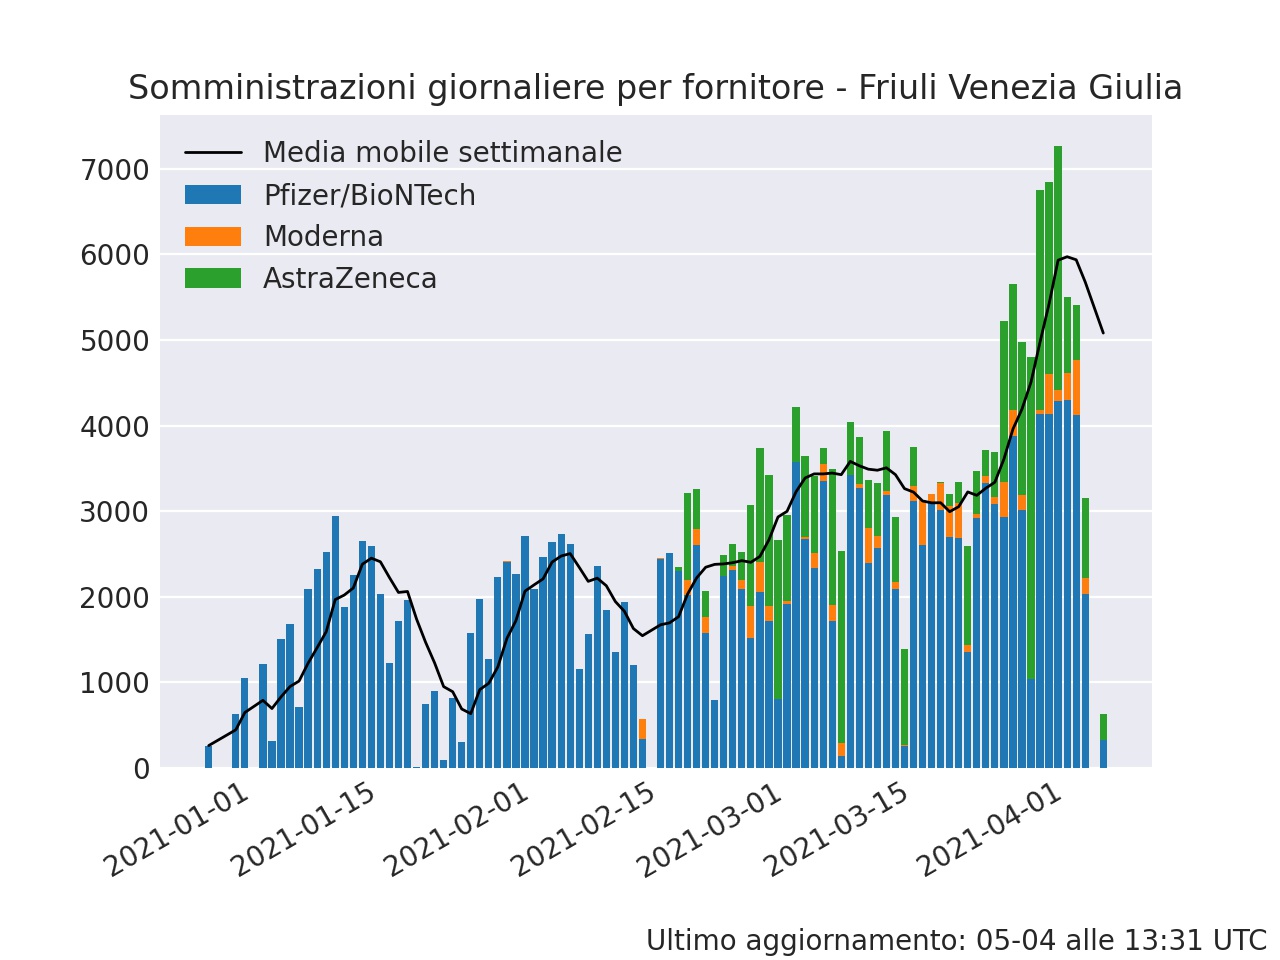 Somministrazioni giornaliere per fornitore - Friuli Venezia Giulia
Media mobile settimanale
Pfizer/BioNTech
Moderna
AstraZeneca
7000
6000
5000
4000
3000
2000
1000
0
2021-01-01
2021-01-15
2021-02-01
2021-02-15
2021-03-01
2021-03-15
2021-04-01
Ultimo aggiornamento: 05-04 alle 13:31 UTC